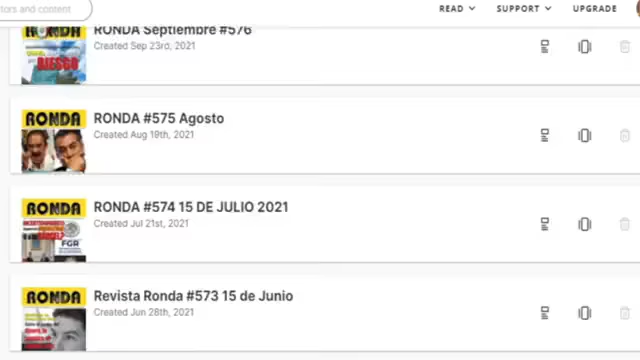 tors and content
READ
SUPPORT
UPGRADE
RONDA
RONDA Septiembre #576
Created Sep 23rd, 2021
RIESGO
RONDA
RONDA #575 Agosto
Created Aug 19th, 2021
RONDA
RONDA #574 15 DE JULIO 2021
Created Jul 21st, 2021
FGR
RONDA
Revista Ronda #573 15 de Junio
Created Jun 28th, 2021